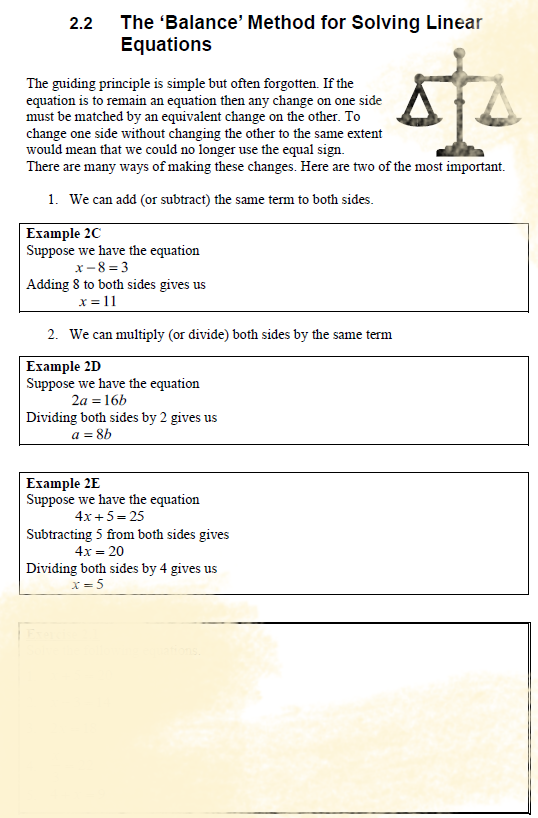 2.2 The ‘Balance’ Method for Solving Linear
Equations
The guiding principle is simple but often forgotten. If the
equation is to remain an equation then any change on one side
must be matched by an equivalent change on the other. To
change one side without changing the other to the same extent
would mean that we could no longer use the equal sign.
There are many ways of making these changes. Here are two of the most important.
1. We can add (or subtract) the same term to both sides.
Example 2C
Suppose we have the equation
x − 8 = 3
Adding 8 to both sides gives us
x = 11
2. We can multiply (or divide) both sides by the same term
Example 2D
Suppose we have the equation
2a = 16b
Dividing both sides by 2 gives us
a = 8b
Example 2E
Suppose we have the equation
4x + 5 = 25
Subtracting 5 from both sides gives
4x = 20
Dividing both sides by 4 gives us
x = 5